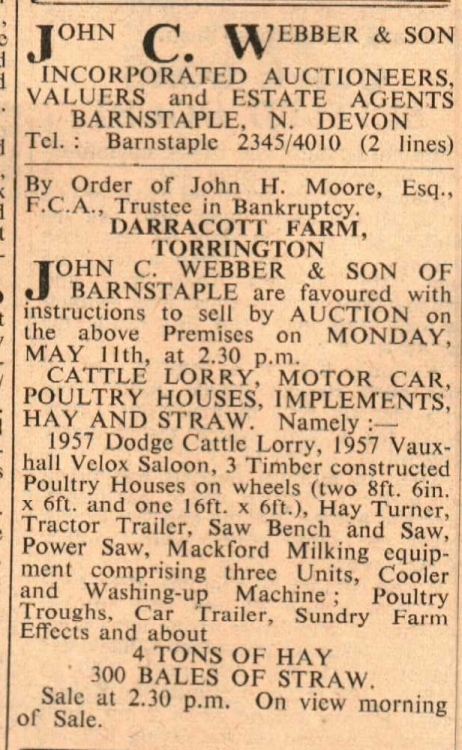 JOHN C. WEBBER & SON
INCORPORATED AUCTIONEERS,
VALUERS and ESTATE AGENTS
BARNSTAPLE, N. DEVON
Tel. : Barnstaple 2345/4010 (2 lines)
By Order of John H. Moore, Esq.,
F.C.A., Trustee in Bankruptcy.
DARRACOTT FARM,
TORRINGTON
JOHN C. WEBBER & SON OF
BARNSTAPLE are favoured with
instructions to sell by AUCTION on
the above Premises on MONDAY,
MAY 11th, at 2.30 p.m.
CATTLE LORRY, MOTOR CAR,
POULTRY HOUSES, IMPLEMENTS,
HAY AND STRAW. Namely :—
1957 Dodge Cattle Lorry, 1957 Vaux-
hall Velox Saloon, 3 Timber constructed
Poultry Houses on wheels (two 8ft. 6in.
x 6ft. and one 16ft. x 6ft.), Hay Turner,
Tractor Trailer, Saw Bench and Saw,
Power Saw, Mackford Milking equip-
ment comprising three Units, Cooler
and Washing-up Machine ; Poultry
Troughs, Car Trailer, Sundry Farm
Effects and about
4 TONS OF HAY
300 BALES OF STRAW.
Sale at 2.30 p.m. On view morning
of Sale.